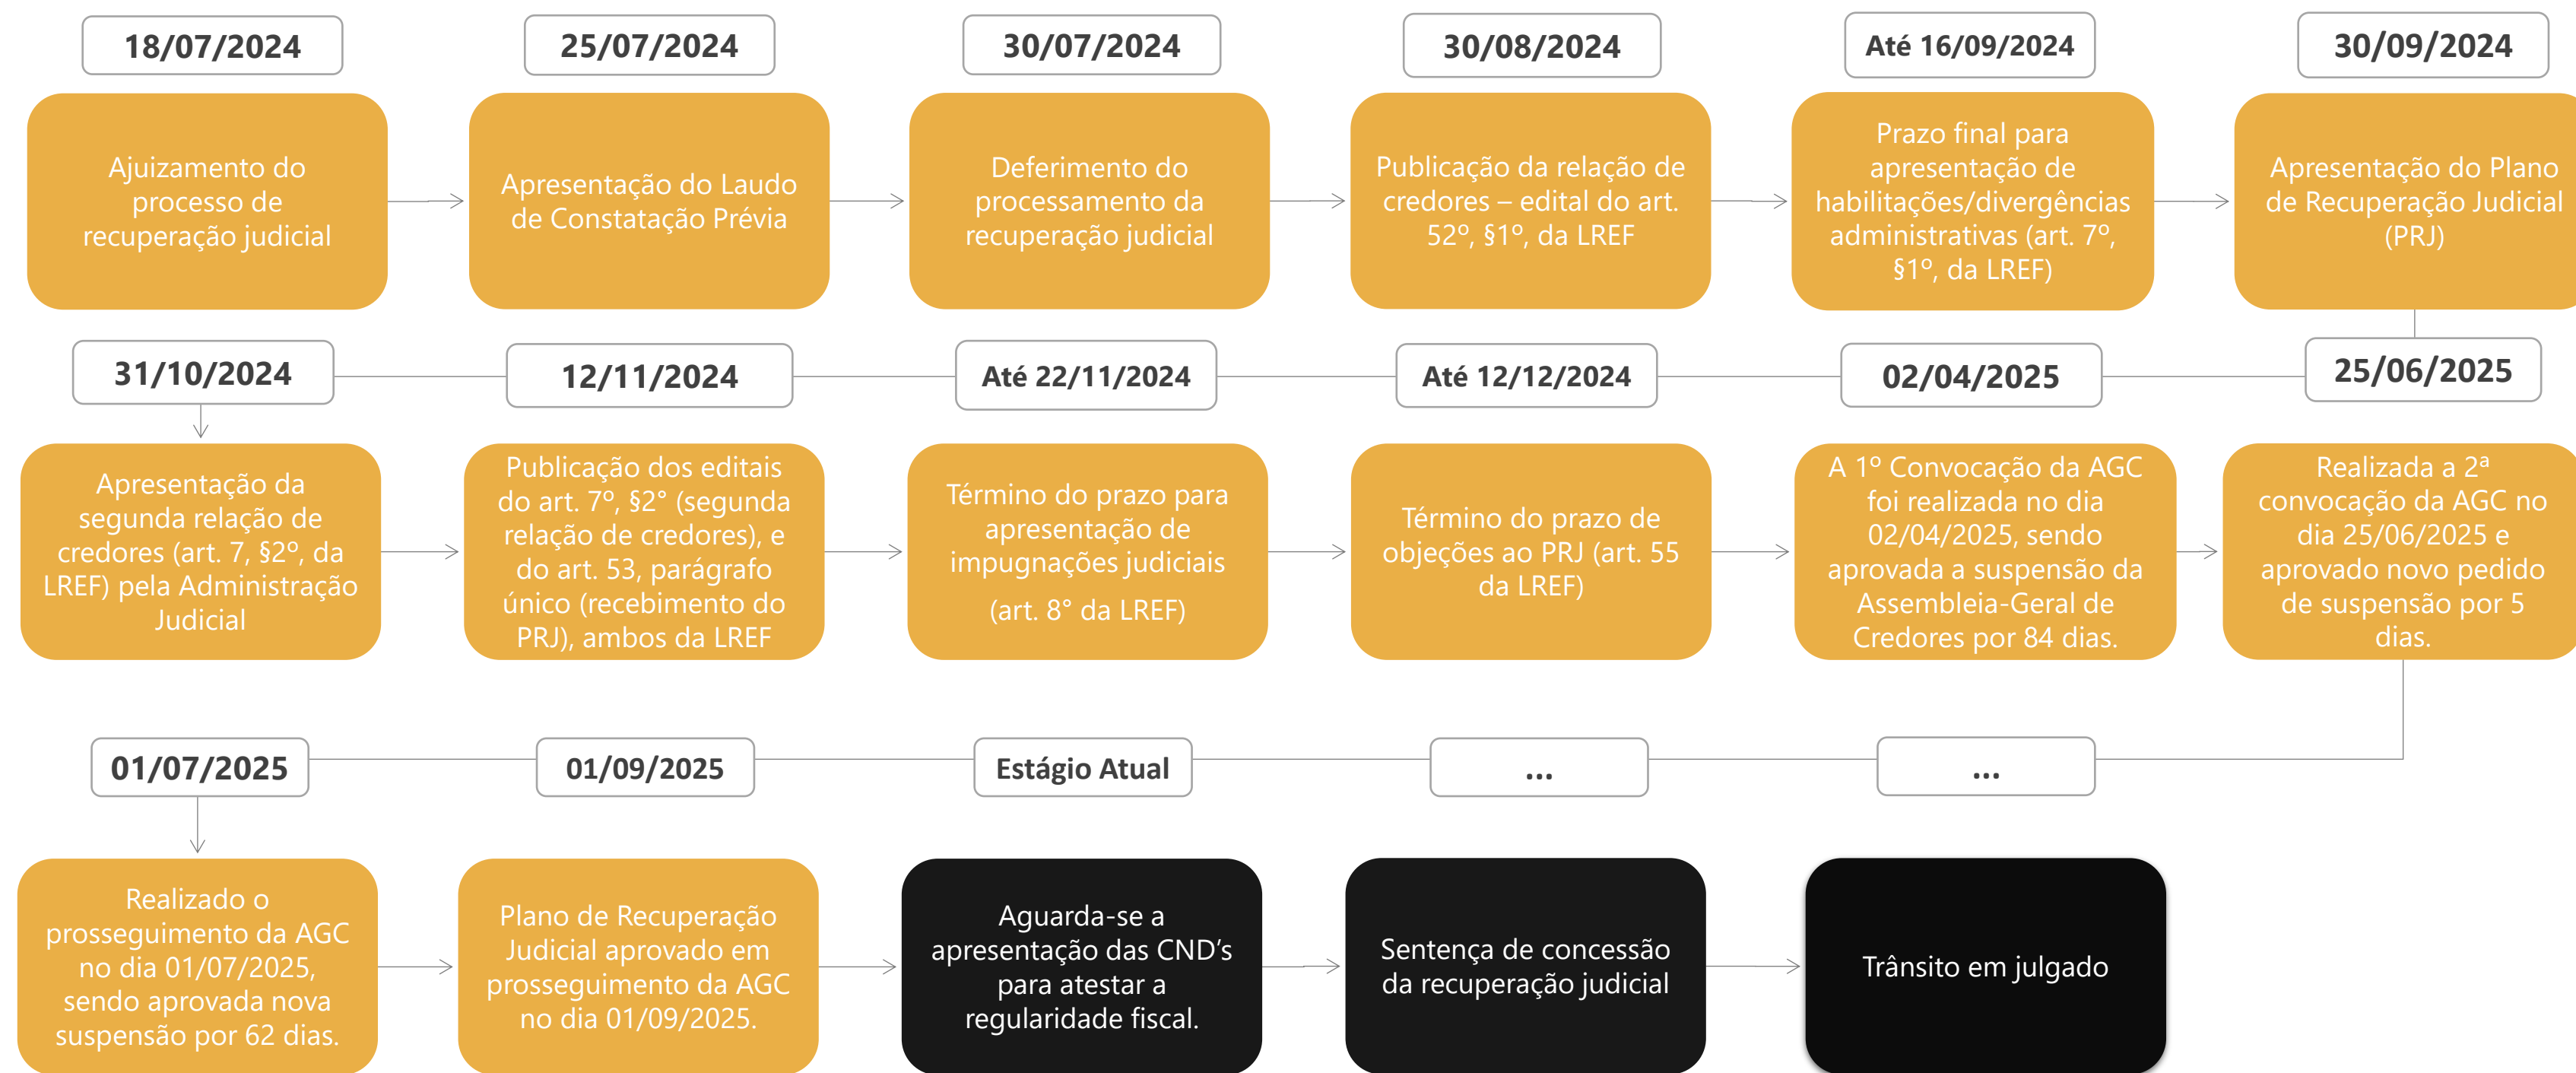 18/07/2024
25/07/2024
30/07/2024
30/08/2024
Até 16/09/2024
30/09/2024
Ajuizamento do
processo de
recuperação judicial
Apresentação do Laudo
de Constatação Prévia
Deferimento do
processamento da
recuperação judicial
Publicação da relação de
credores – edital do art.
52º, §1º, da LREF
Prazo final para
apresentação de
habilitações/divergências
administrativas (art. 7º,
§1º, da LREF)
Apresentação do Plano
de Recuperação Judicial
(PRJ)
31/10/2024
12/11/2024
Até 22/11/2024
Até 12/12/2024
02/04/2025
25/06/2025
Apresentação da
segunda relação de
credores (art. 7, §2º, da
LREF) pela Administração
Judicial
Publicação dos editais
do art. 7º, §2° (segunda
relação de credores), e
do art. 53, parágrafo
único (recebimento do
PRJ), ambos da LREF
Término do prazo para
apresentação de
impugnações judiciais
(art. 8° da LREF)
Término do prazo de
objeções ao PRJ (art. 55
da LREF)
A 1º Convocação da AGC
foi realizada no dia
02/04/2025, sendo
aprovada a suspensão da
Assembleia-Geral de
Credores por 84 dias.
Realizada a 2ª
convocação da AGC no
dia 25/06/2025 e
aprovado novo pedido
de suspensão por 5
dias.
01/07/2025
01/09/2025
Estágio Atual
...
...
Realizado o
prosseguimento da AGC
no dia 01/07/2025,
sendo aprovada nova
suspensão por 62 dias.
Plano de Recuperação
Judicial aprovado em
prosseguimento da AGC
no dia 01/09/2025.
Aguarda-se a
apresentação das CND’s
para atestar a
regularidade fiscal.
Sentença de concessão
da recuperação judicial
Trânsito em julgado